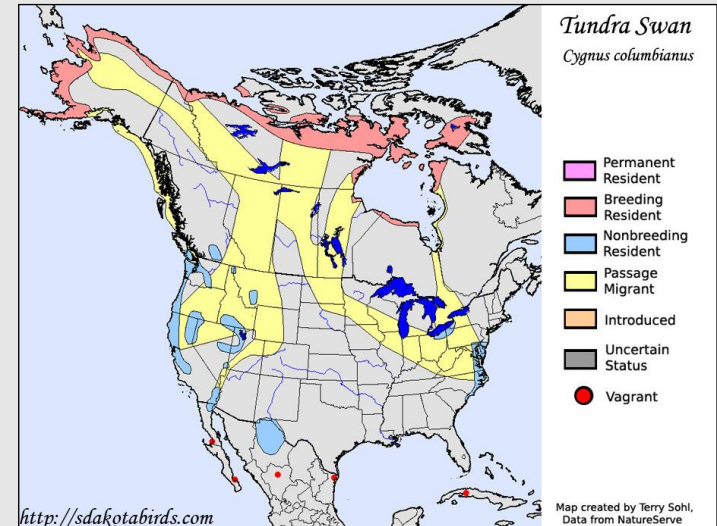 Tundra Swan
Cygnus columbianus
Permanent
Resident
Breeding
Resident
Nonbreeding
Resident
Passage
Migrant
Introduced
Uncertain
Status
Vagrant
http://sdakotabirds.com
Map created by Terry Sohl,
Data from NatureServe